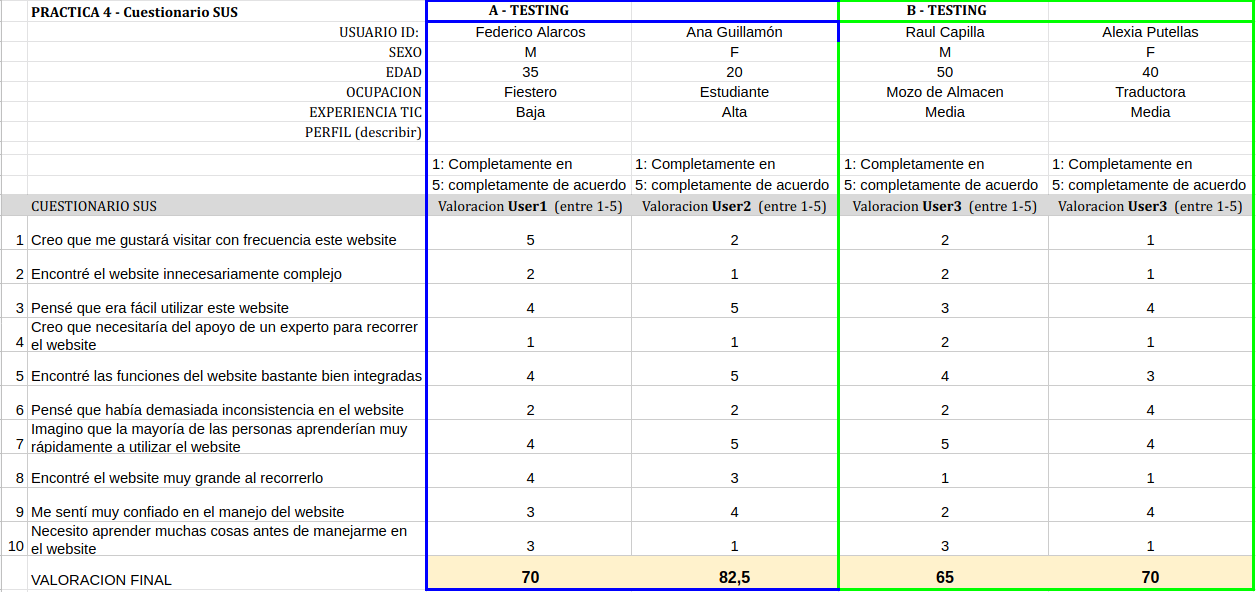 PRACTICA 4 - Cuestionario SUS A - TESTING B - TESTING
USUARIO ID: Federico Alarcos Ana Guillamón Raul Capilla Alexia Putellas
SEXO M F M F
EDAD 35 20 50 40
OCUPACION Fiestero Estudiante Mozo de Almacen Traductora
EXPERIENCIA TIC Baja Alta Media Media
PERFIL (describir)
1: Completamente en 1: Completamente en 1: Completamente en 1: Completamente en
5: completamente de acuerdo 5: completamente de acuerdo 5: completamente de acuerdo 5: completamente de acuerdo
CUESTIONARIO SUS Valoracion User1 (entre 1-5) Valoracion User2 (entre 1-5) Valoracion User3 (entre 1-5) Valoracion User3 (entre 1-5)
1 Creo que me gustará visitar con frecuencia este website 5 2 2 1
2 Encontré el website innecesariamente complejo 2 1 2 1
3 Pensé que era fácil utilizar este website 4 5 3 4
Creo que necesitaría del apoyo de un experto para recorrer
4 el website 1 1 2 1
5 Encontré las funciones del website bastante bien integradas 4 5 4 3
6 Pensé que había demasiada inconsistencia en el website 2 2 2 4
Imagino que la mayoría de las personas aprenderían muy
7 rápidamente a utilizar el website 4 5 5 4
8 Encontré el website muy grande al recorrerlo 4 3 1 1
9 Me sentí muy confiado en el manejo del website 3 4 2 4
Necesito aprender muchas cosas antes de manejarme en
10 el website 3 1 3 1
VALORACION FINAL 70 82,5 65 70